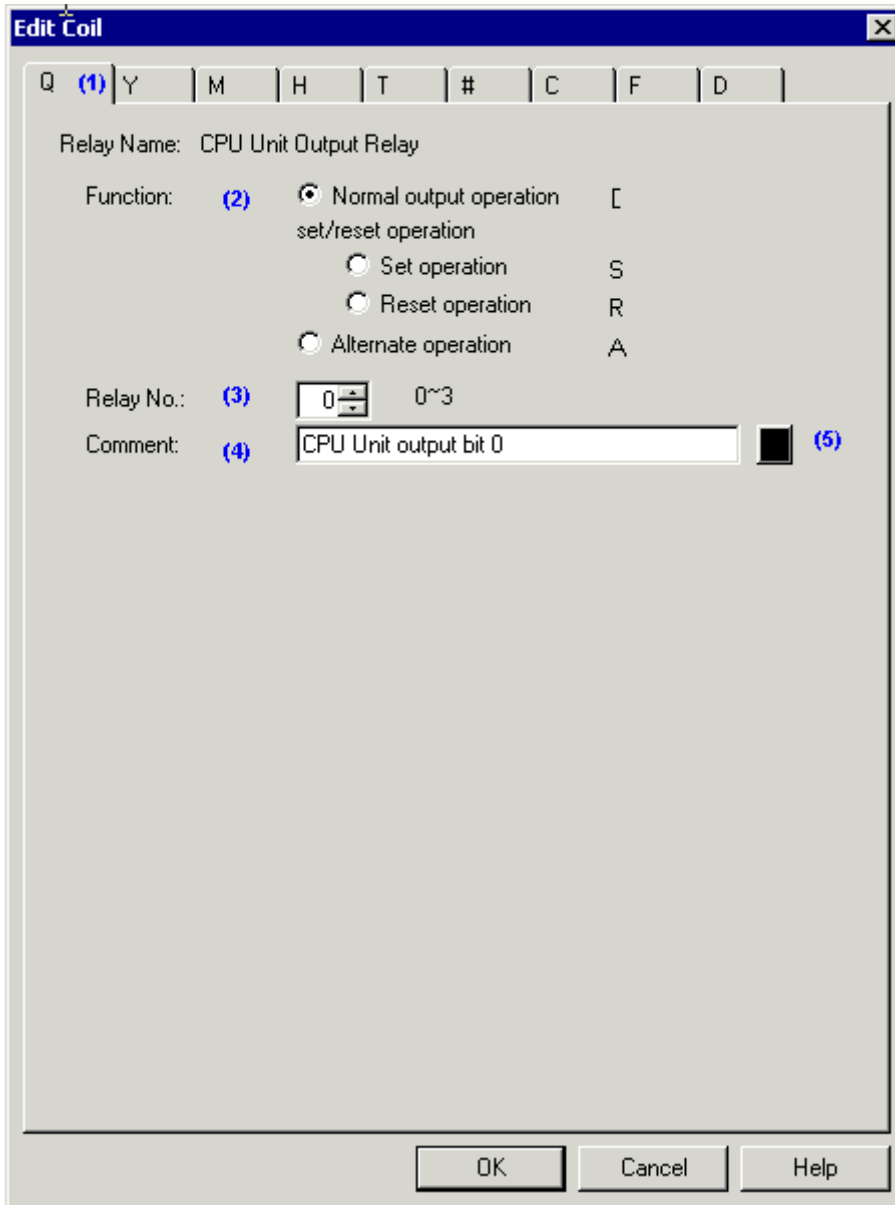 Edit Coil
Q (1) Y M H T # C F D
Relay Name: CPU Unit Output Relay
Function: (2) Normal output operation [
set/reset operation
Set operation S
Reset operation R
Alternate operation A
Relay No.: (3) 0 0~3
Comment: (4) CPU Unit output bit 0 (5)
OK Cancel Help